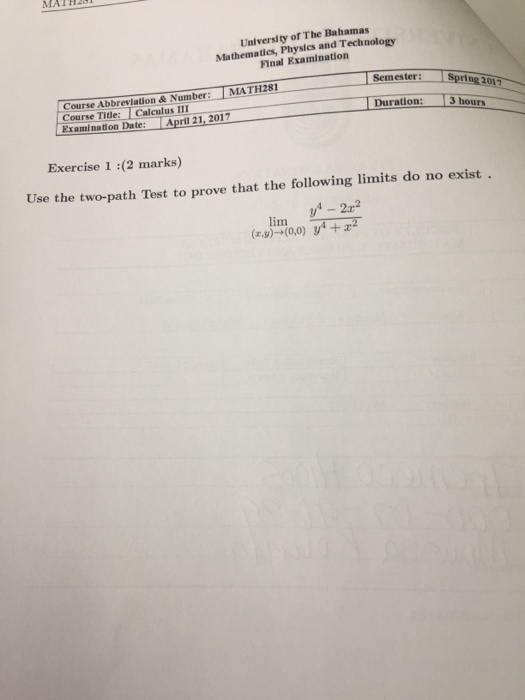 MATH281
University of The Bahamas
Mathematics, Physics and Technology
Final Examination
Course Abbreviation & Number: MATH281 Semester: Spring 2017
Course Title: Calculus III Duration: 3 hours
Examination Date: April 21, 2017
Exercise 1 :(2 marks)
Use the two-path Test to prove that the following limits do no exist .
lim (x,y)→(0,0) y⁴ − 2x² / y⁴ + x²